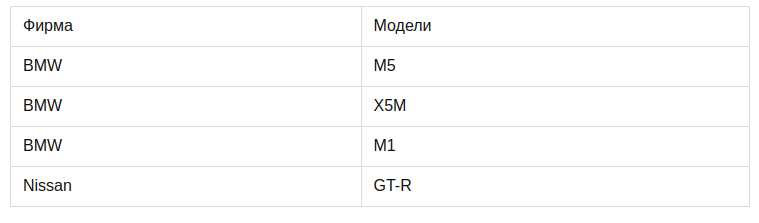 Фирма Модели
BMW M5
BMW X5M
BMW M1
Nissan GT-R